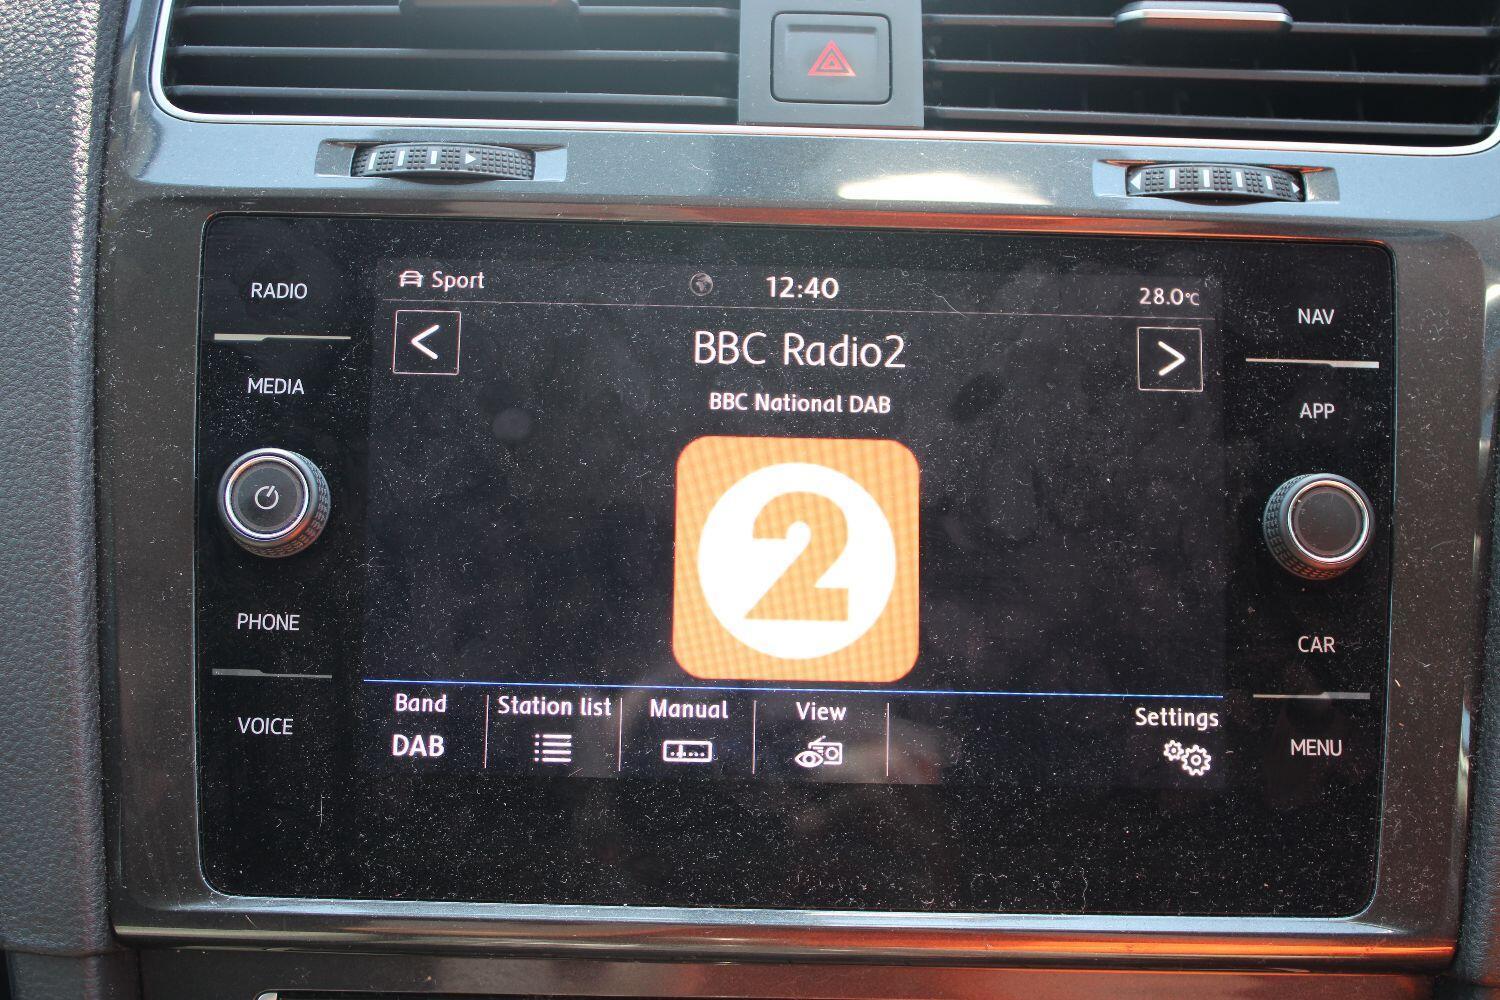 RADIO
MEDIA
PHONE
VOICE
Sport
12:40
28.0°C
<
BBC Radio2
>
BBC National DAB
2
Band
DAB
Station list
Manual
View
Settings
NAV
APP
CAR
MENU